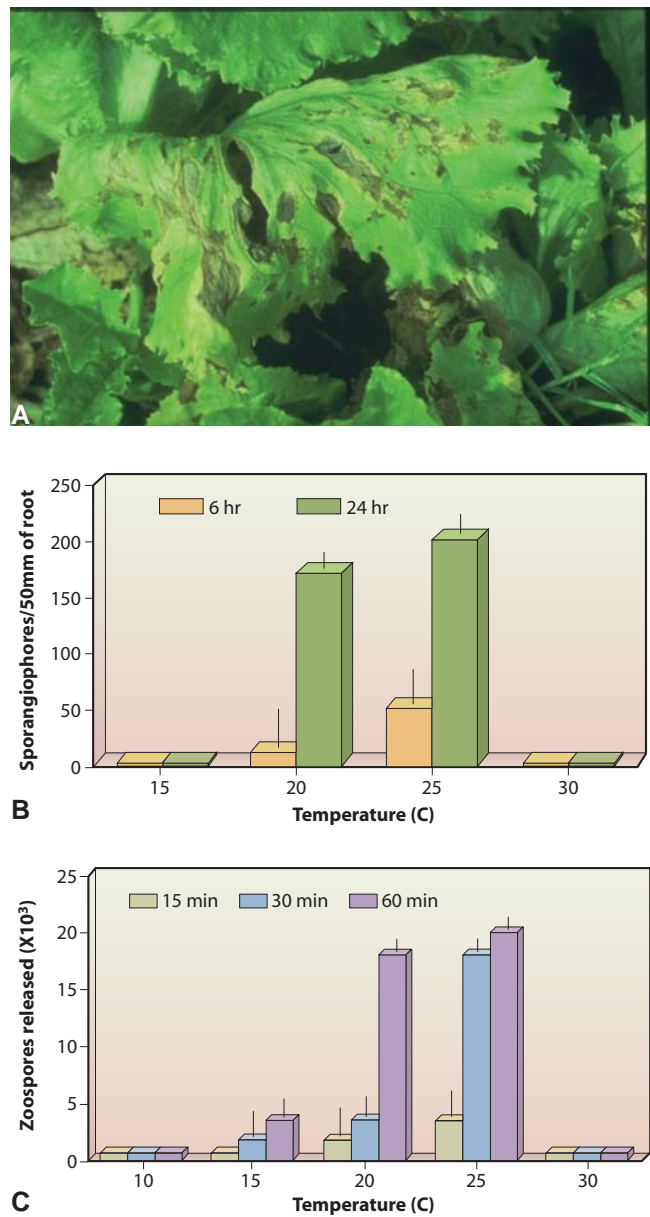 A
Sporangiophores/50mm of root
250
200
150
100
50
0
6 hr
24 hr
15
20
25
30
Temperature (C)
B
Zoospores released (X10³)
25
20
15
10
5
0
15 min
30 min
60 min
10
15
20
25
30
Temperature (C)
C